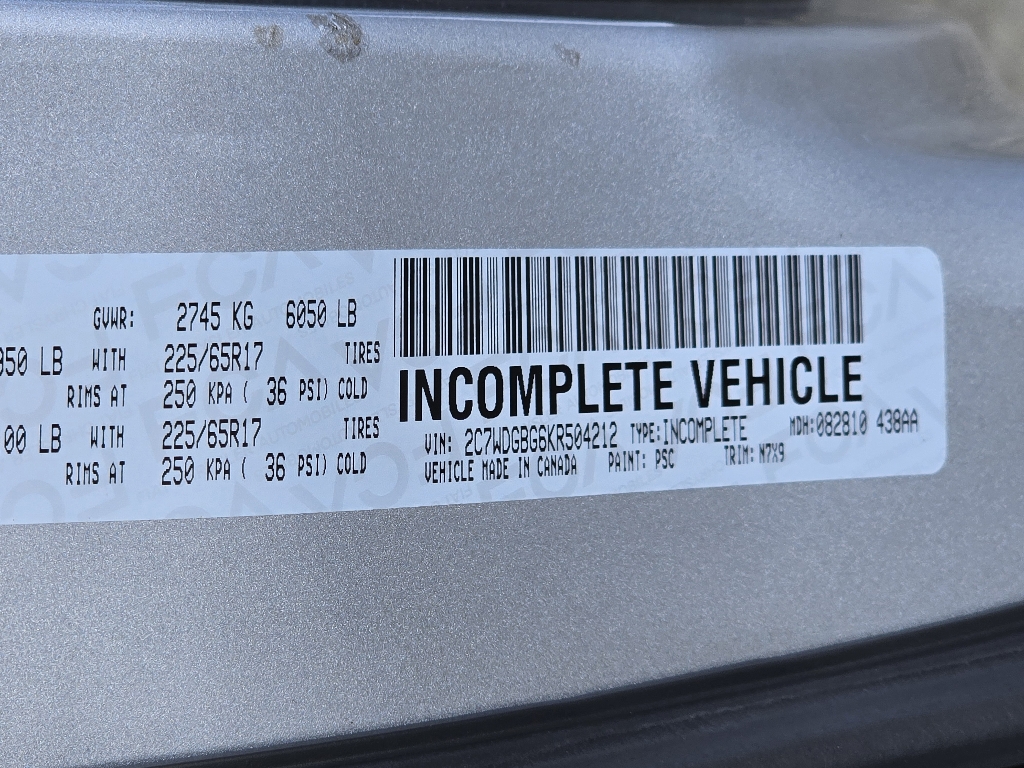 GVWR: 2745 KG 6050 LB
LB WITH 225/65R17 TIRES
RIMS AT 250 KPA ( 36 PSI) COLD
LB WITH 225/65R17 TIRES
RIMS AT 250 KPA ( 36 PSI) COLD
INCOMPLETE VEHICLE
VIN: 2C7WDGBG6KR504212 TYPE:INCOMPLETE MDH:082810 438AA
VEHICLE MADE IN CANADA PAINT: PSC TRIM: N7X9